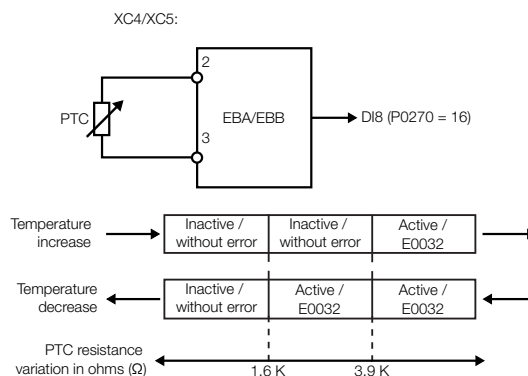 XC4/XC5:
2
PTC
EBA/EBB
DI8 (P0270 = 16)
3
Temperature
increase
Inactive /
without error
Inactive /
without error
Active /
E0032
Temperature
decrease
Inactive /
without error
Active /
E0032
Active /
E0032
PTC resistance
variation in ohms (Ω)
1.6 K
3.9 K